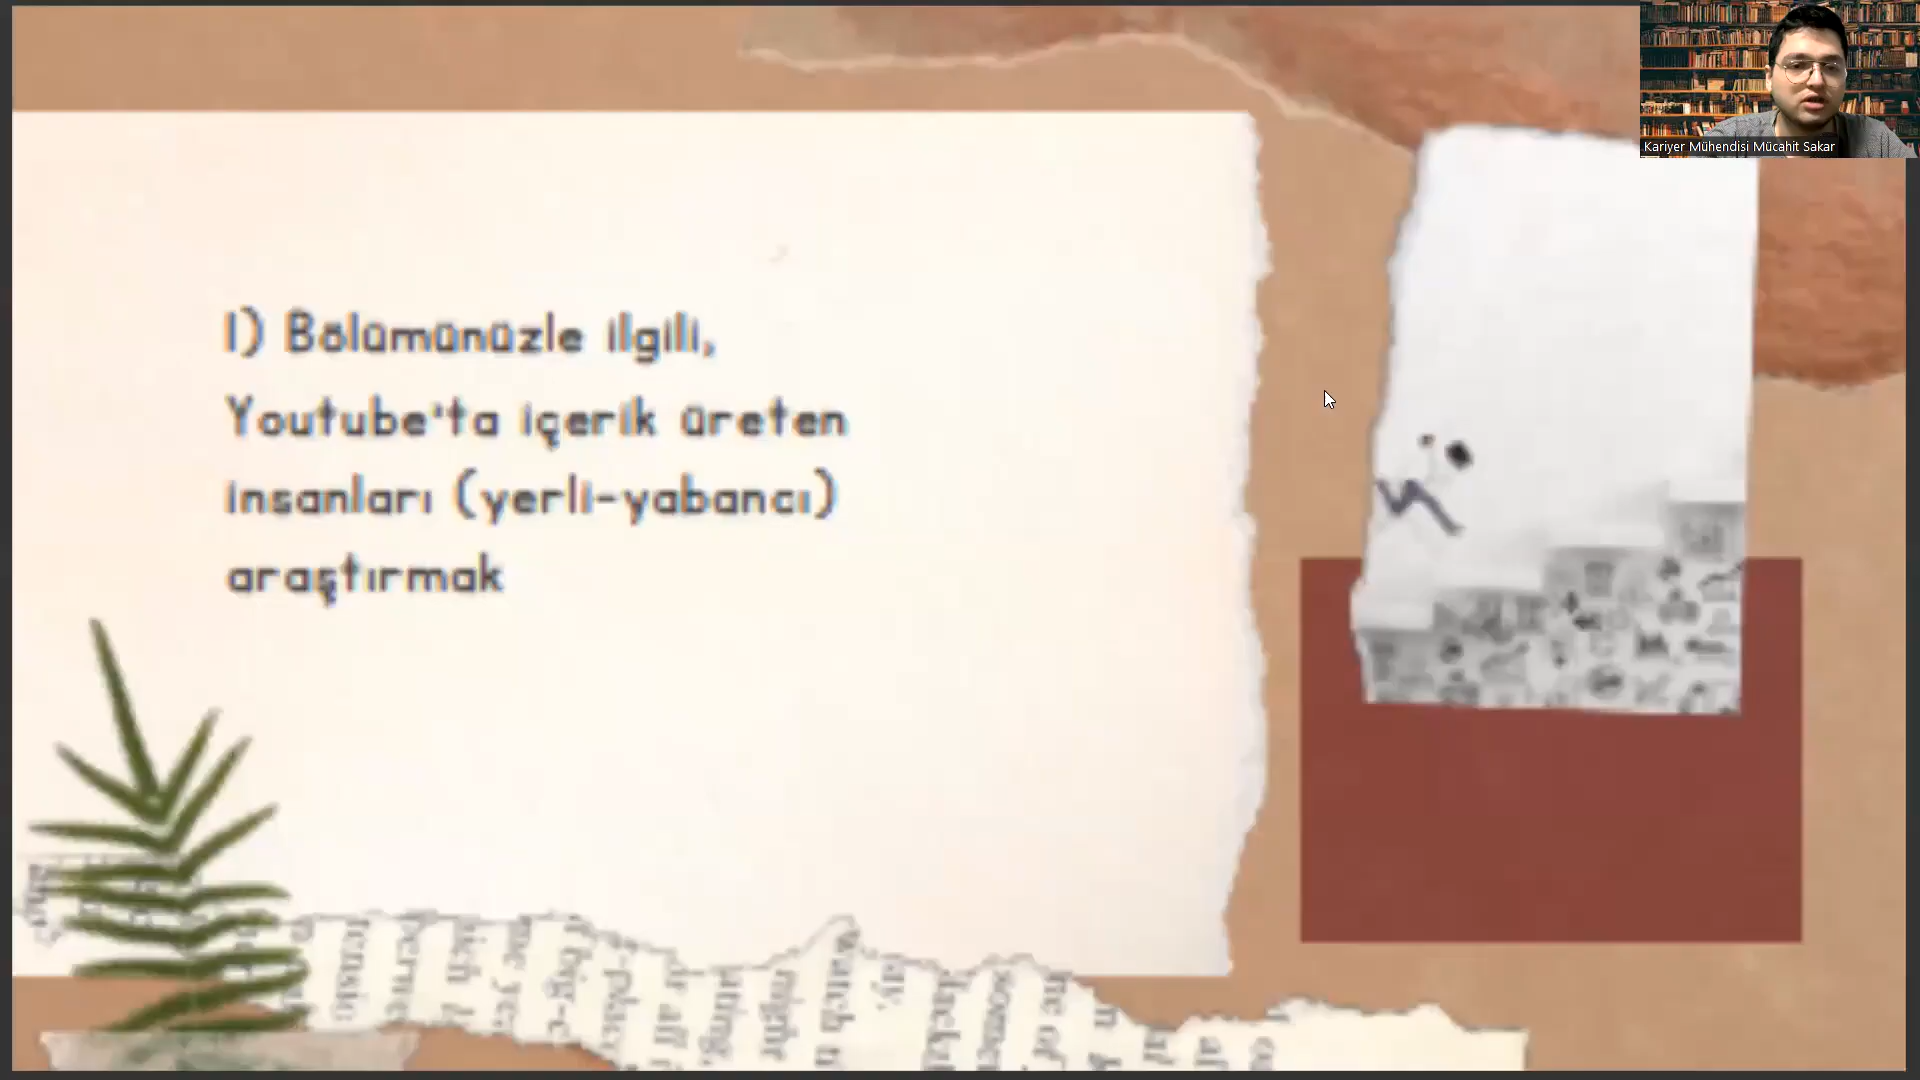 Kariyer Mühendisi Mücahit Sakar
1) Bölümünüzle ilgili,
Youtube'ta içerik üreten
insanları (yerli-yabancı)
araştırmak